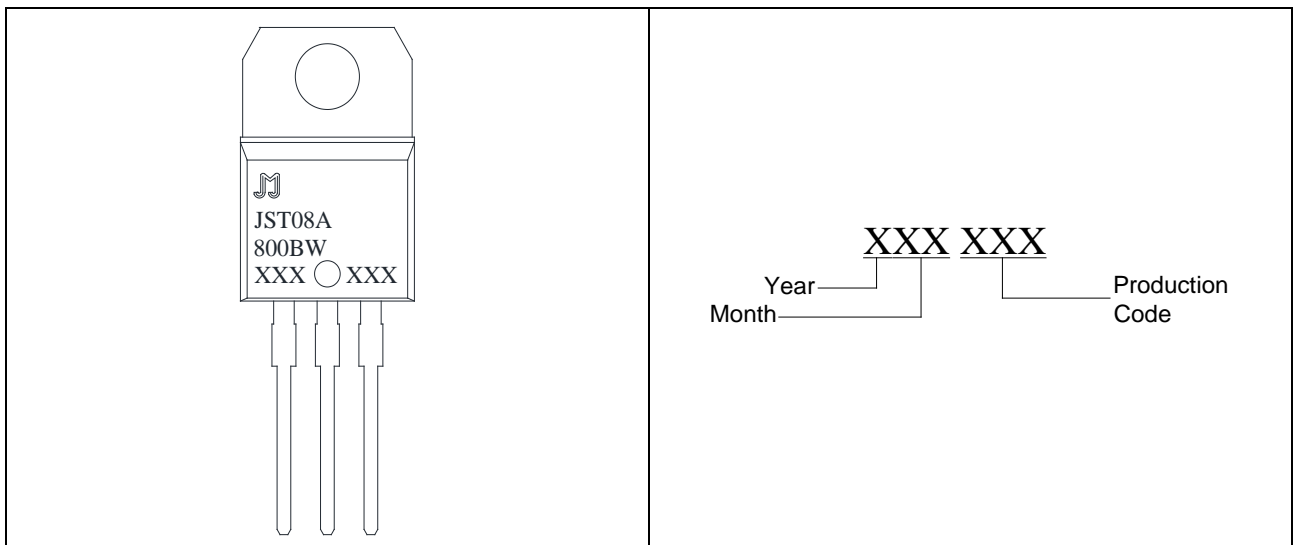 JST08A
800BW
XXX XXX
XXX XXX
Year
Month
Production
Code